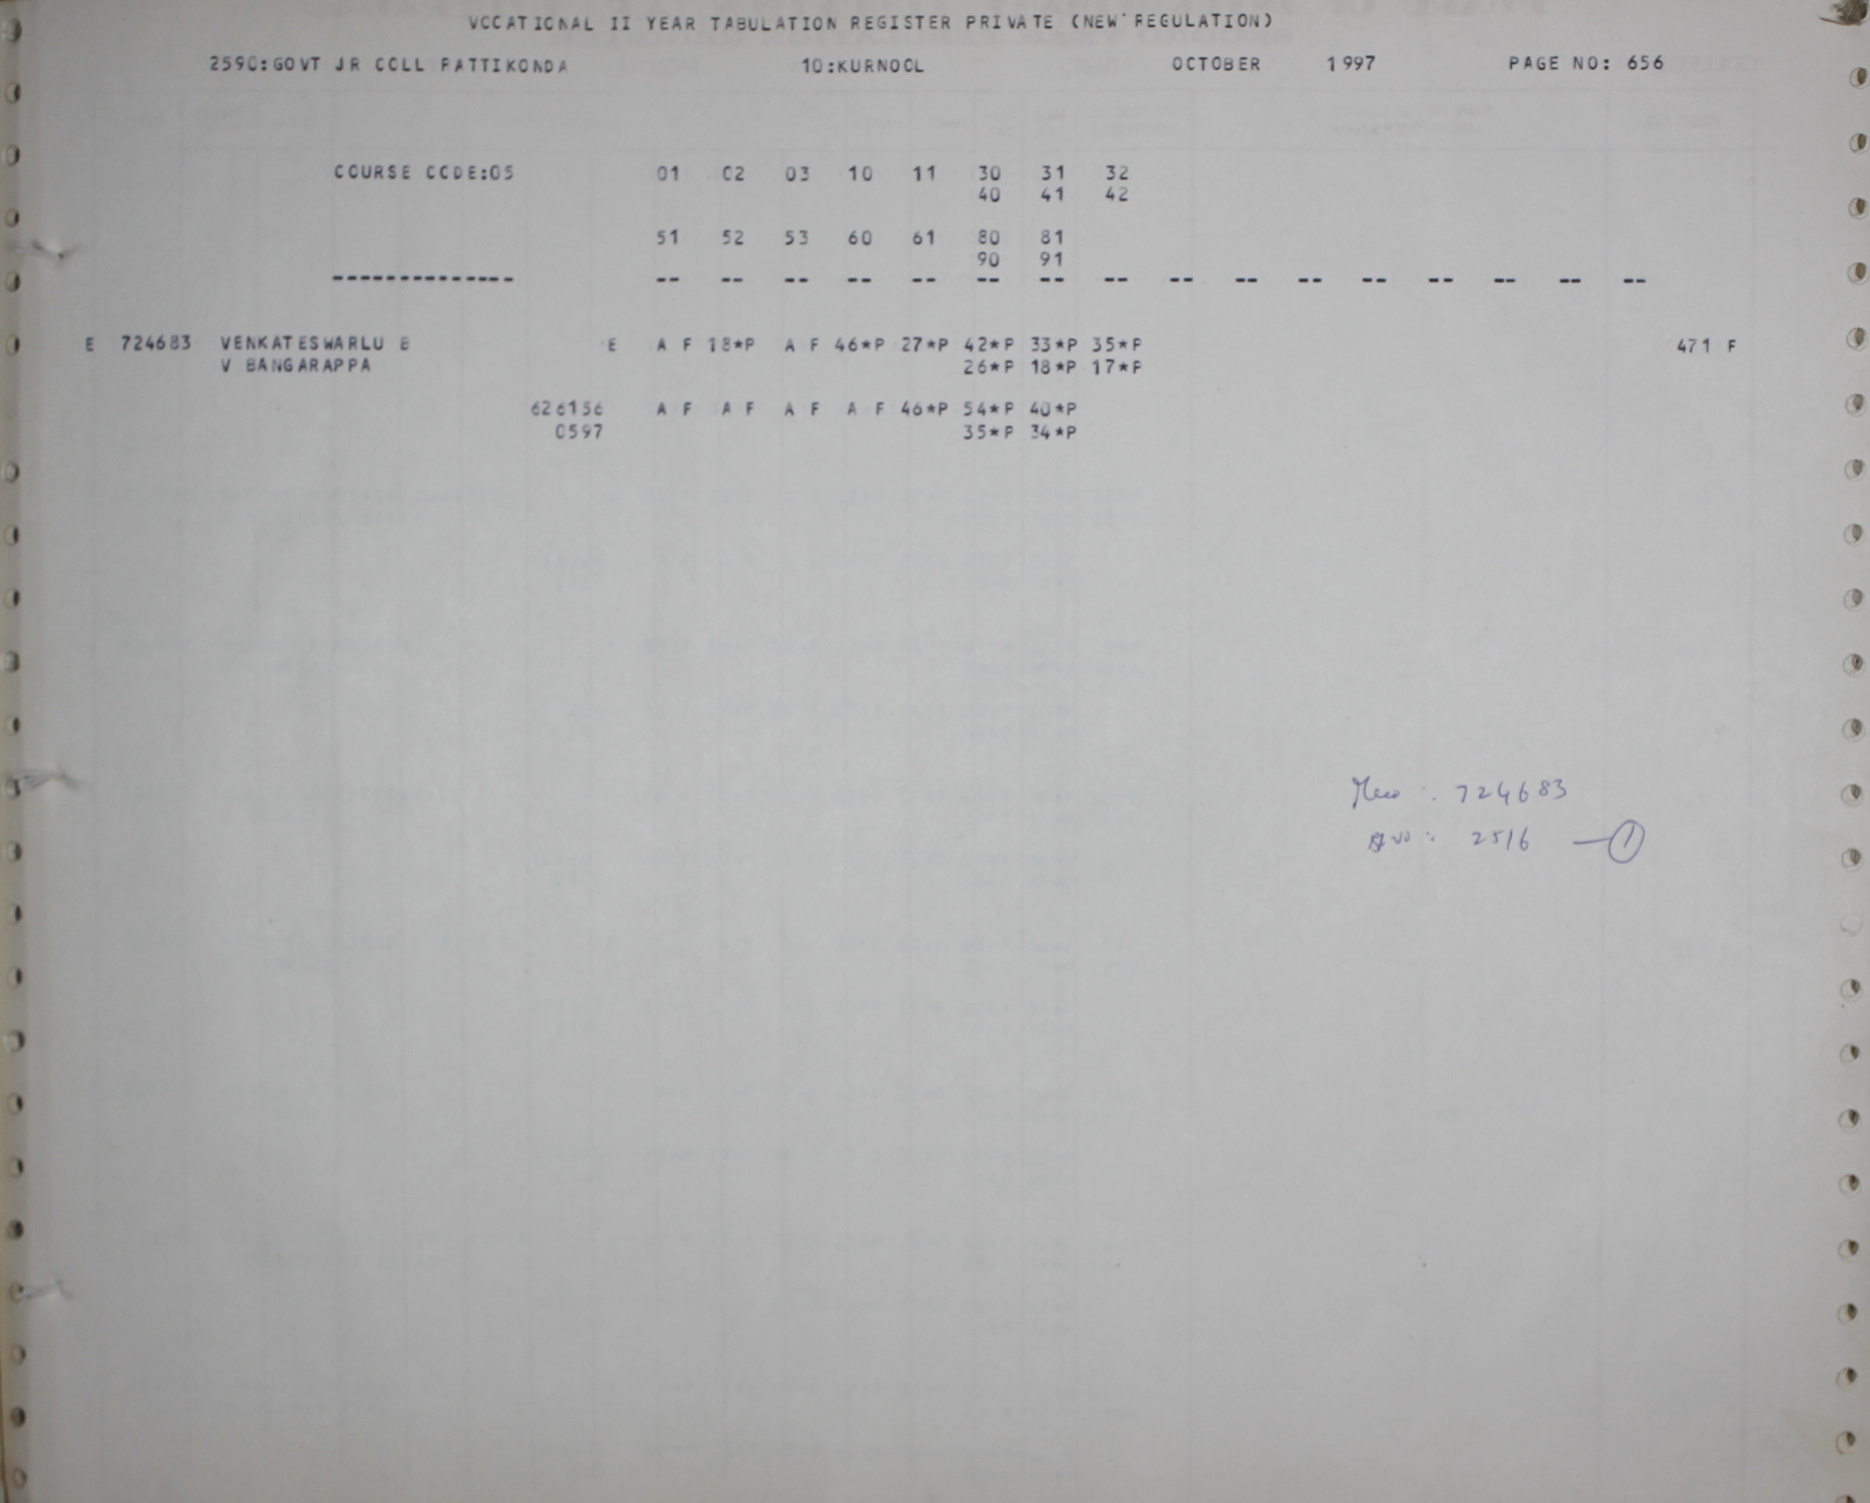 VOCATIONAL II YEAR TABULATION REGISTER PRIVATE (NEW REGULATION)
2590:GOVT JR COLL PATTIKONDA 10:KURNOOL OCTOBER 1997 PAGE NO: 656
COURSE CODE:05 01 02 03 10 11 30 31 32
40 41 42
51 52 53 60 61 80 81
90 91
-------------- -- -- -- -- -- -- -- -- -- -- -- -- -- -- -- --
E 724683 VENKATESWARLU B E A F 18*P A F 46*P 27*P 42*P 33*P 35*P 471 F
V BANGARAPPA 26*P 18*P 17*P
626156 A F A F A F A F 46*P 54*P 40*P
0597 35*P 34*P
: 724683
: 2516 — 1